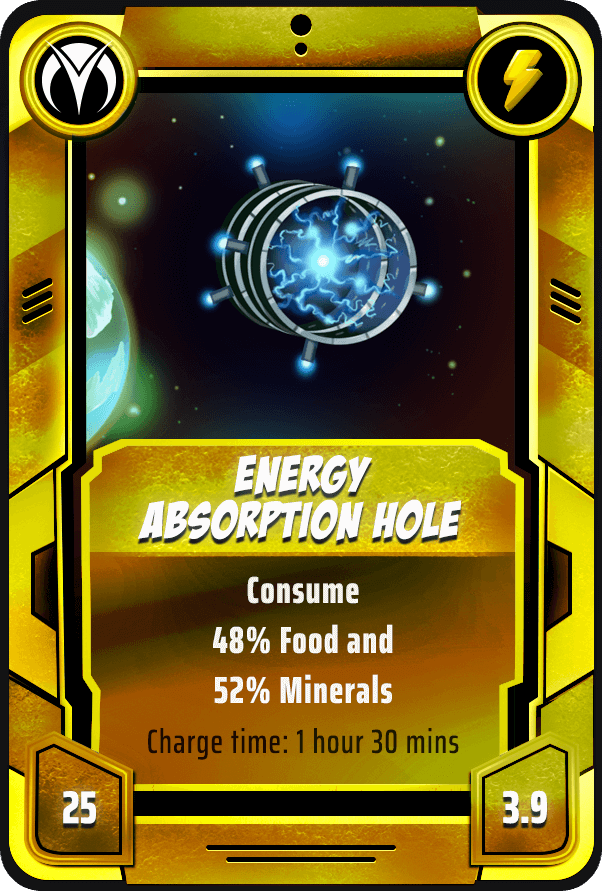 ENERGY
ABSORPTION HOLE
Consume
48% Food and
52% Minerals
Charge time: 1 hour 30 mins
25
3.9